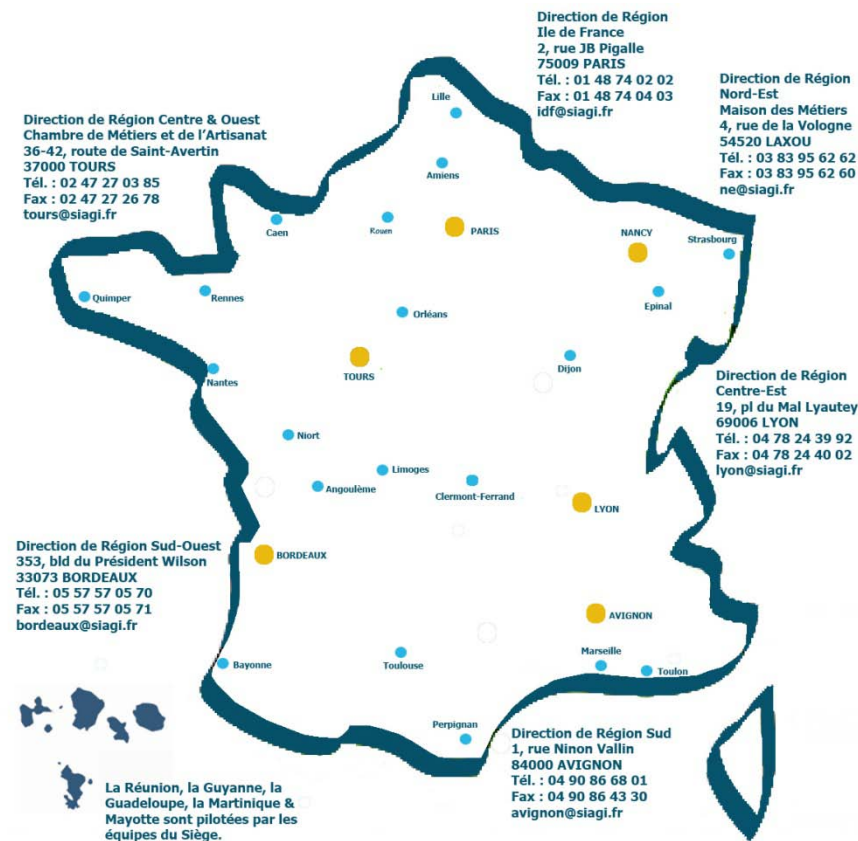 Direction de Région
Ile de France
2, rue JB Pigalle
75009 PARIS
Tél. : 01 48 74 02 02
Fax : 01 48 74 04 03
idf@siagi.fr
Direction de Région
Nord-Est
Maison des Métiers
4, rue de la Vologne
54520 LAXOU
Tél. : 03 83 95 62 62
Fax : 03 83 95 62 60
ne@siagi.fr
Direction de Région Centre & Ouest
Chambre de Métiers et de l'Artisanat
36-42, route de Saint-Avertin
37000 TOURS
Tél. : 02 47 27 03 85
Fax : 02 47 27 26 78
tours@siagi.fr
Lille
Amiens
Caen
Rouen
PARIS
NANCY
Strasbourg
Quimper
Rennes
Orléans
Epinal
Nantes
TOURS
Dijon
Direction de Région
Centre-Est
19, pl du Mal Lyautey
69006 LYON
Tél. : 04 78 24 39 92
Fax : 04 78 24 40 02
lyon@siagi.fr
Niort
Limoges
Angoulême
Clermont-Ferrand
LYON
Direction de Région Sud-Ouest
353, bld du Président Wilson
33073 BORDEAUX
Tél. : 05 57 57 05 70
Fax : 05 57 57 05 71
bordeaux@siagi.fr
BORDEAUX
AVIGNON
Bayonne
Toulouse
Marseille
Toulon
Perpignan
Direction de Région Sud
1, rue Ninon Vallin
84000 AVIGNON
Tél. : 04 90 86 68 01
Fax : 04 90 86 43 30
avignon@siagi.fr
La Réunion, la Guyanne, la
Guadeloupe, la Martinique &
Mayotte sont pilotées par les
équipes du Siège.